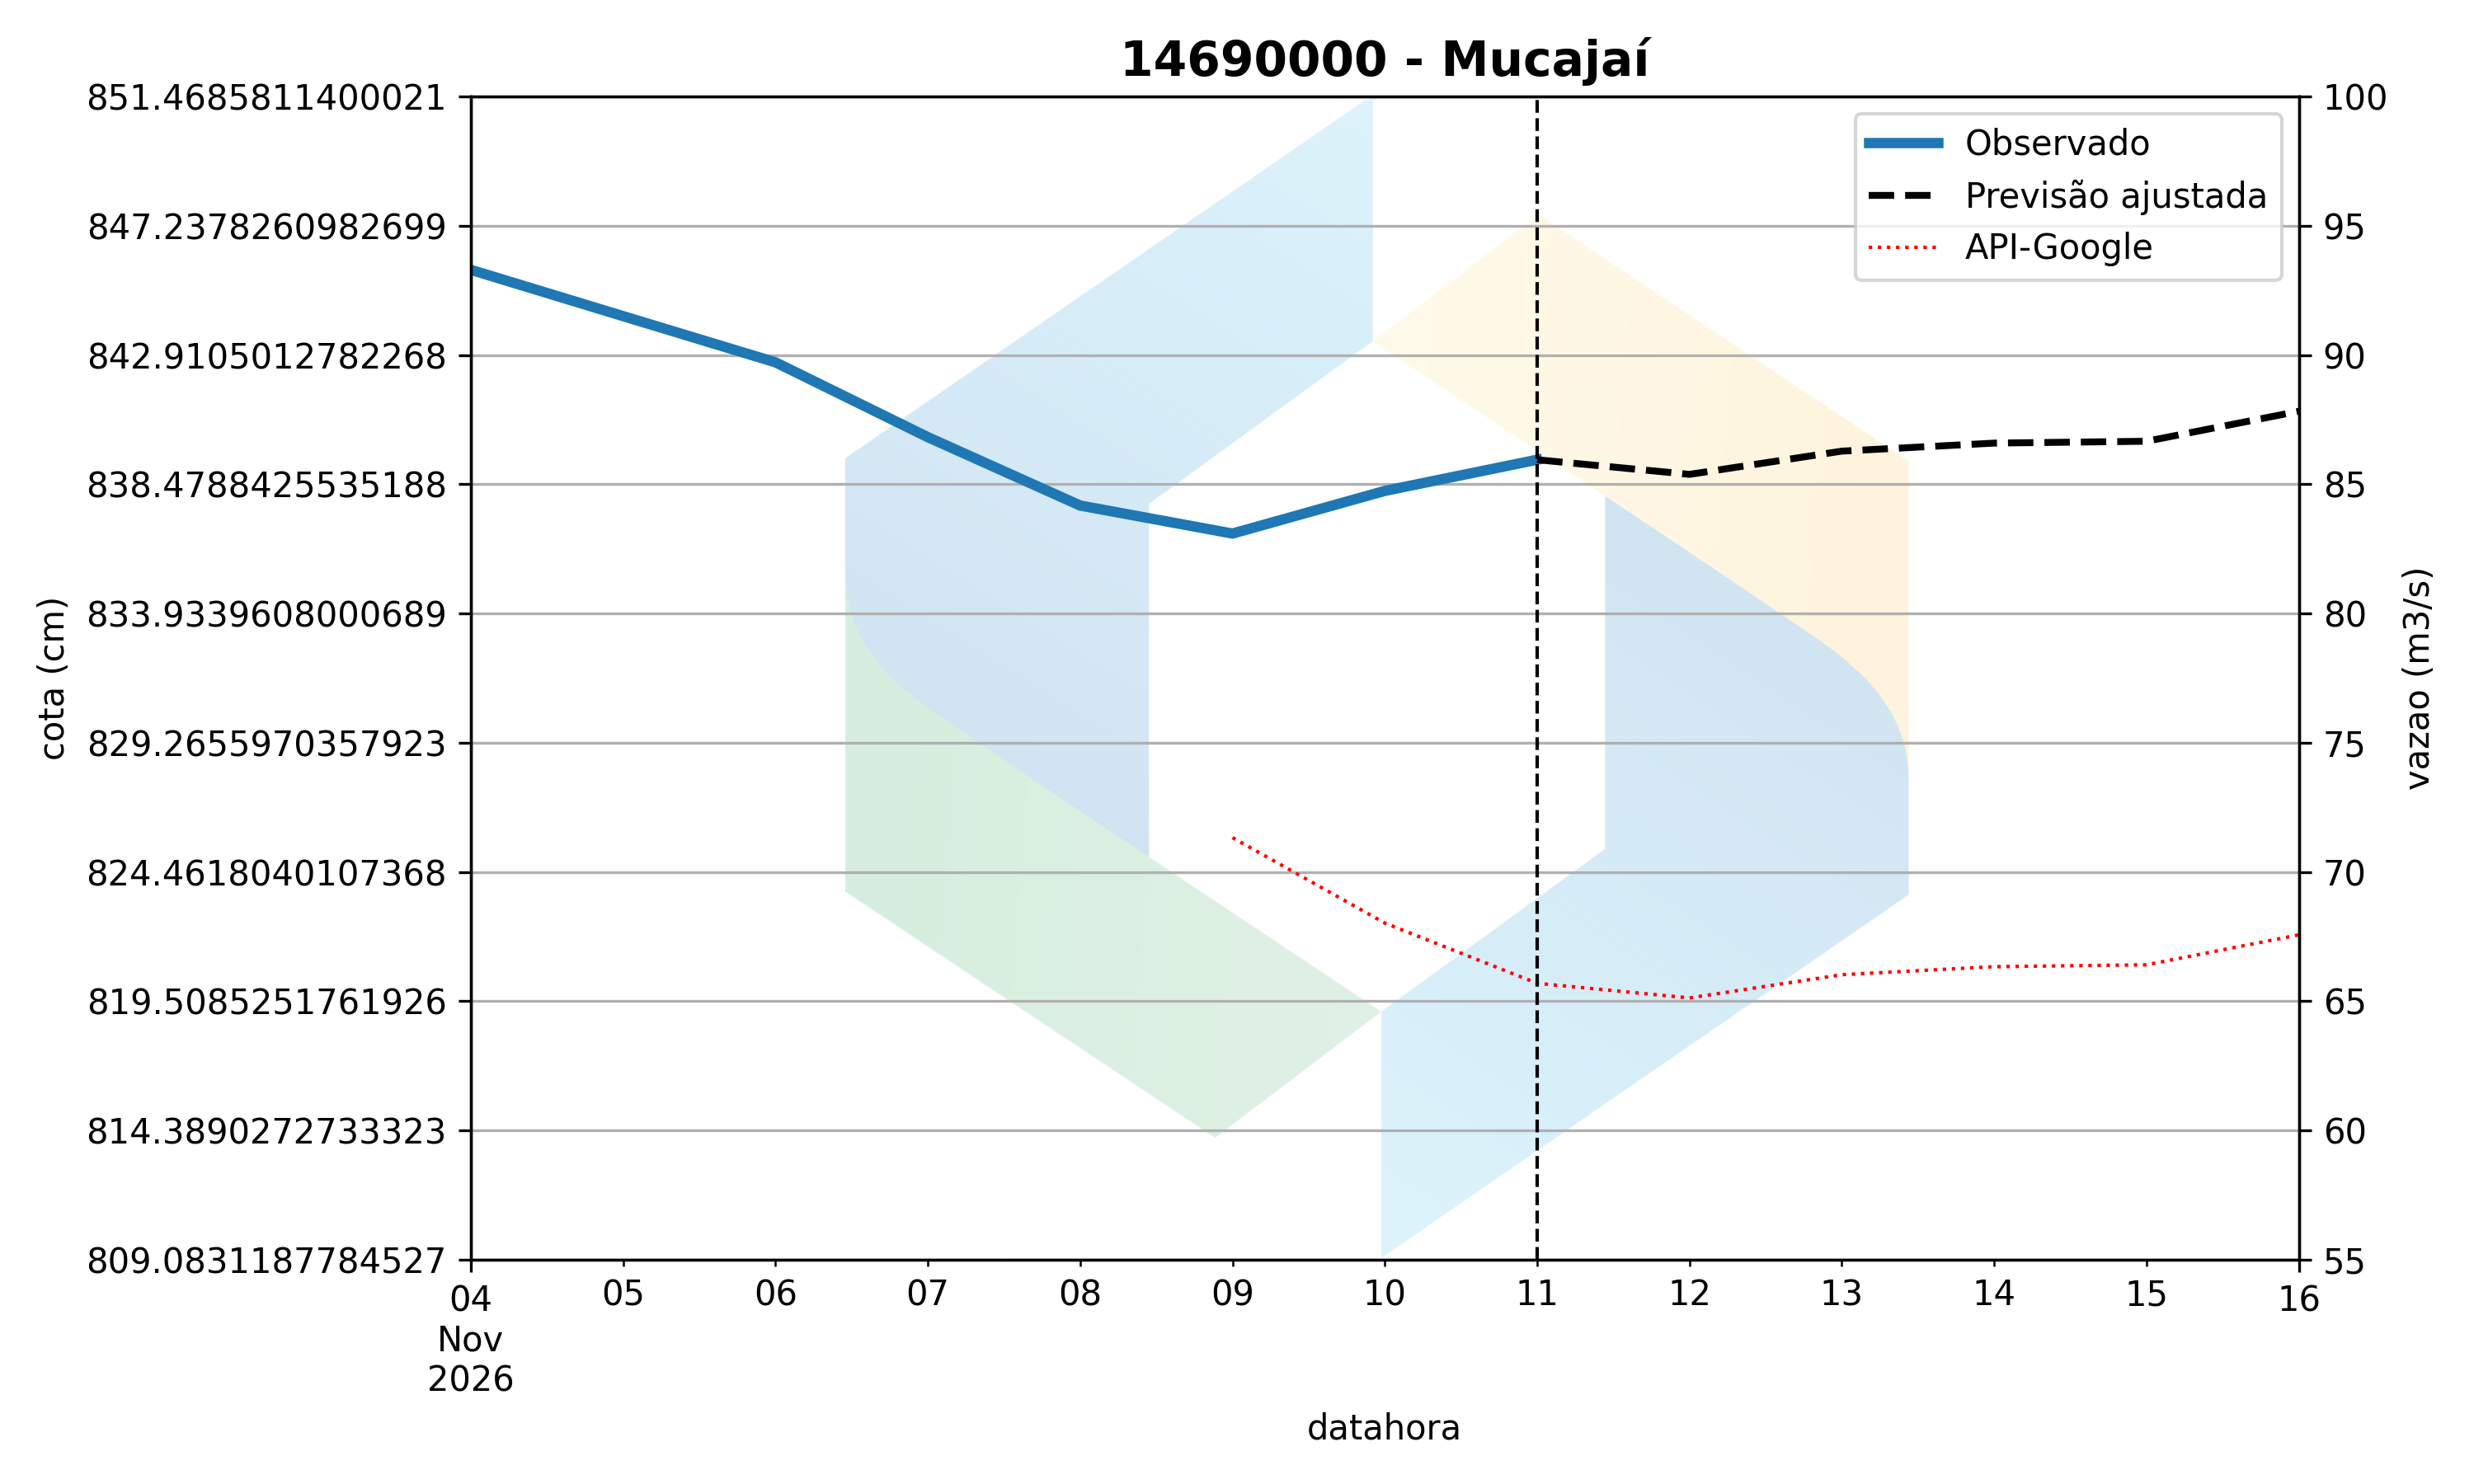 14690000 - Mucajaí
851.4685811400021
847.2378260982699
842.9105012782268
838.4788425535188
833.9339608000689
829.2655970357923
824.4618040107368
819.5085251761926
814.3890272733323
809.0831187784527
cota (cm)
100
95
90
85
80
75
70
65
60
55
vazao (m3/s)
Observado
Previsão ajustada
API-Google
04 05 06 07 08 09 10 11 12 13 14 15 16
Nov
2026
datahora